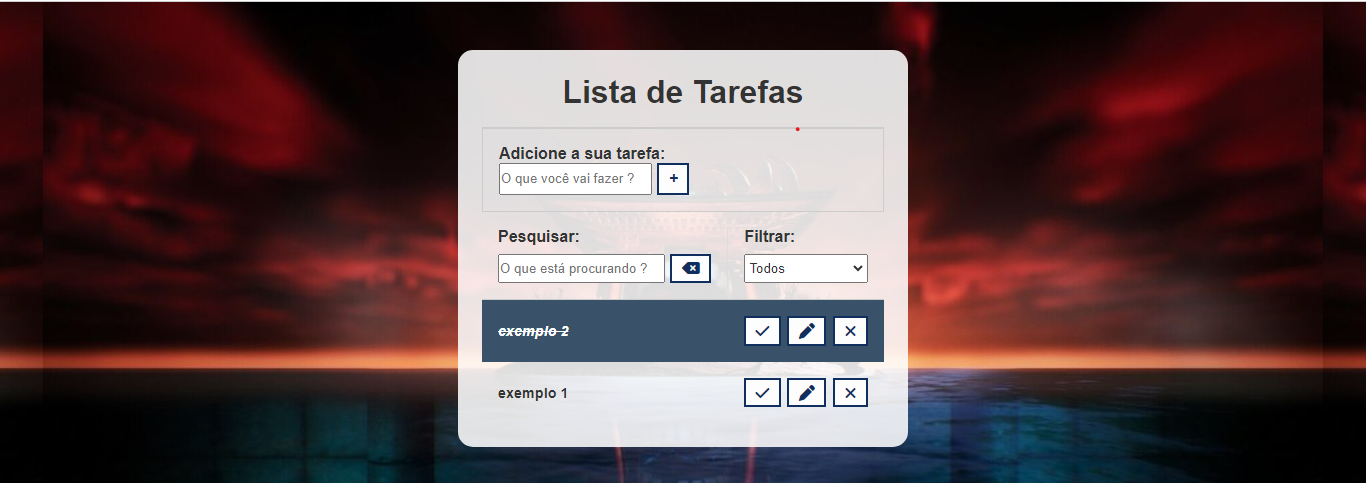 Lista de Tarefas
Adicione a sua tarefa:
O que você vai fazer ?
+
Pesquisar:
Filtrar:
O que está procurando ?
Todos
exemplo 2
exemplo 1